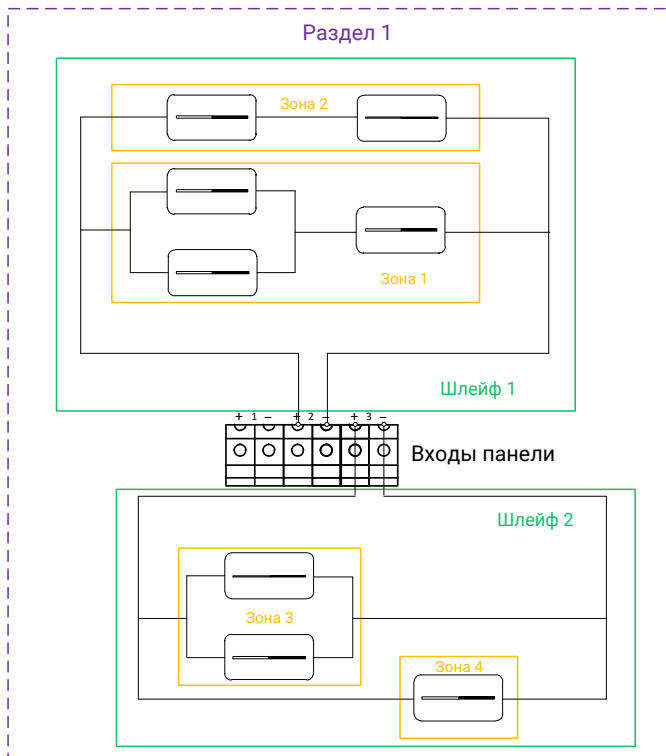 Раздел 1
Зона 2
Зона 1
Шлейф 1
+ 1 − + 2 − + 3 −
Входы панели
Шлейф 2
Зона 3
Зона 4